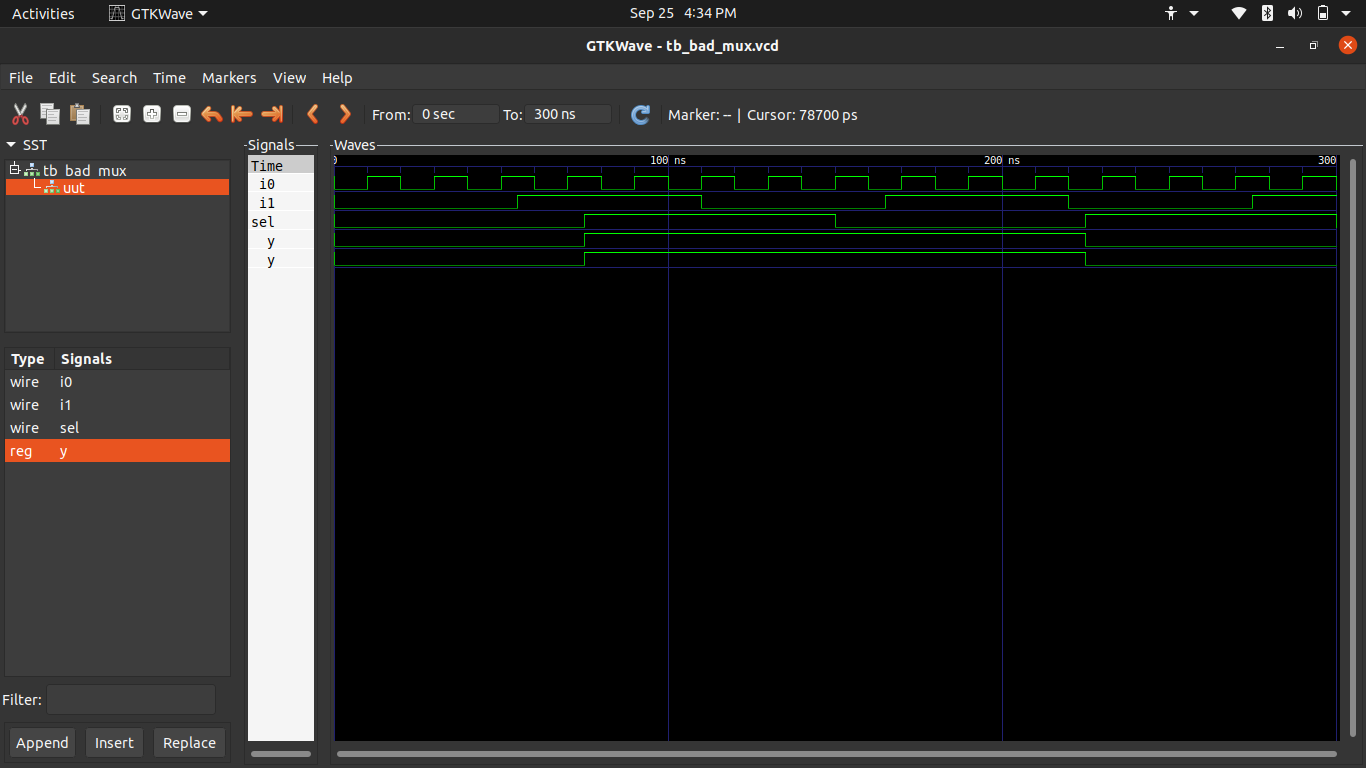 Activities GTKWave Sep 25 4:34 PM
GTKWave - tb_bad_mux.vcd
File Edit Search Time Markers View Help
From: 0 sec To: 300 ns Marker: -- | Cursor: 78700 ps
SST
tb_bad_mux
uut
Type Signals
wire i0
wire i1
wire sel
reg y
Filter:
Append Insert Replace
Signals
Time
i0
i1
sel
y
y
Waves
0 100 ns 200 ns 300